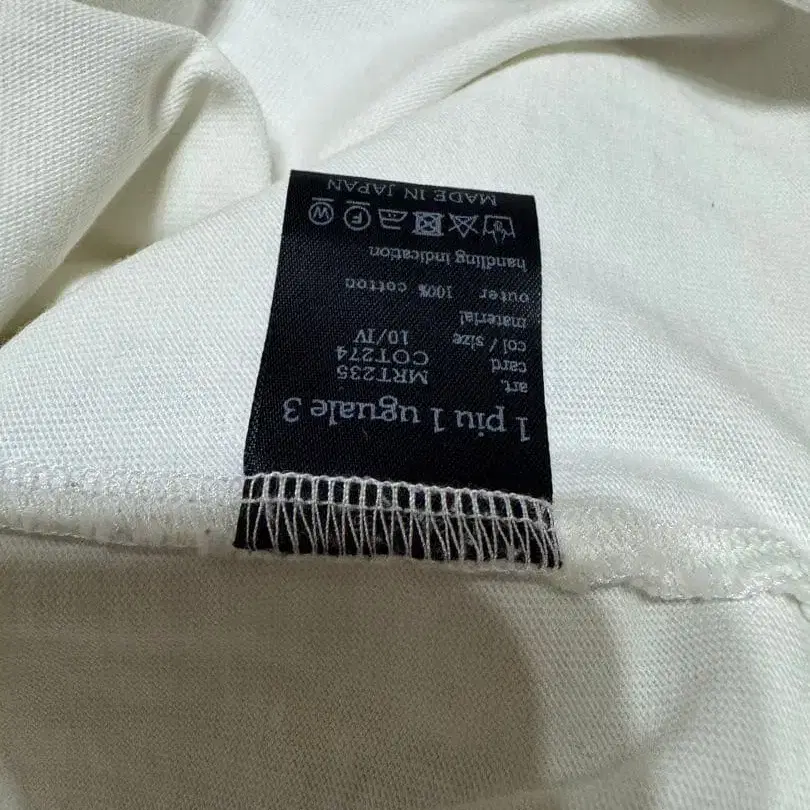 1 piu 1 uguale 3
art. MRT235
card COT274
col / size 10/IV
material
outer 100% cotton
handling indication
F W
MADE IN JAPAN